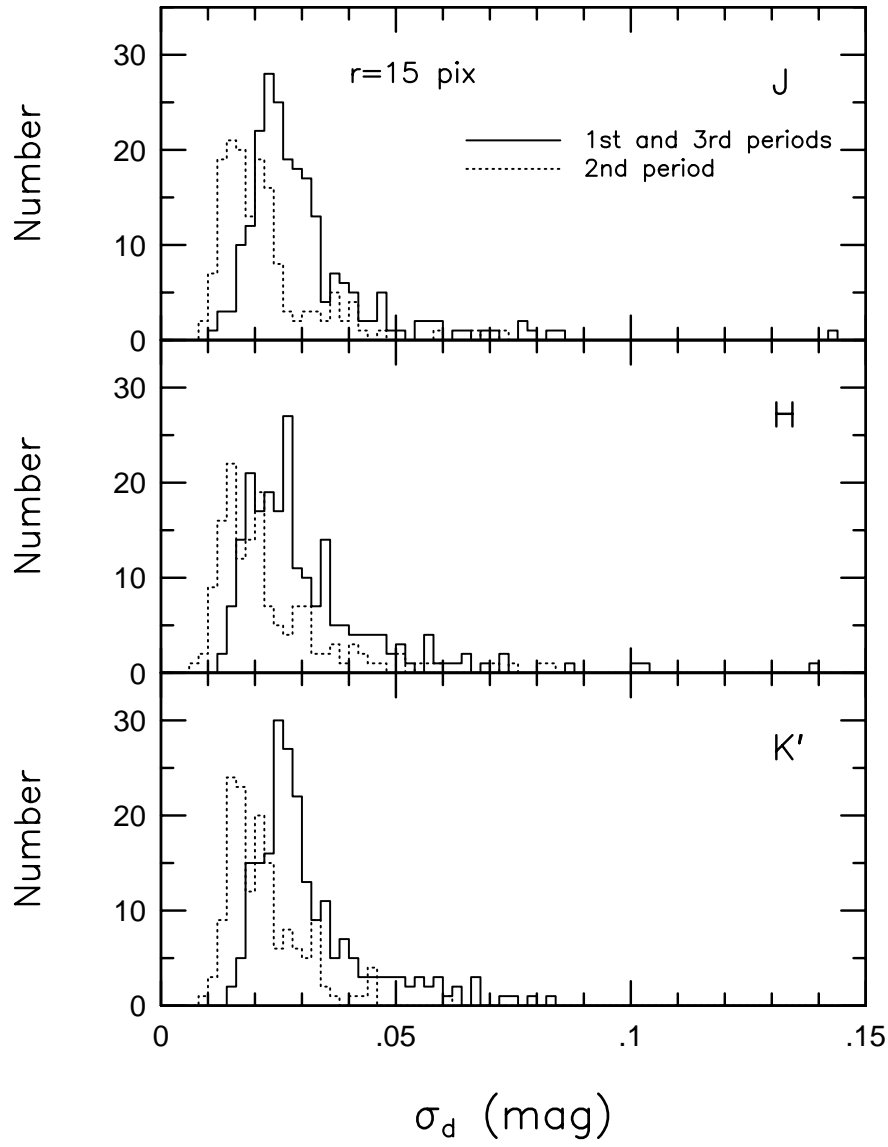 30
r=15 pix
J
1st and 3rd periods
2nd period
20
10
0
Number
30
H
20
10
0
Number
30
K'
20
10
0
Number
0 .05 .1 .15
σd (mag)